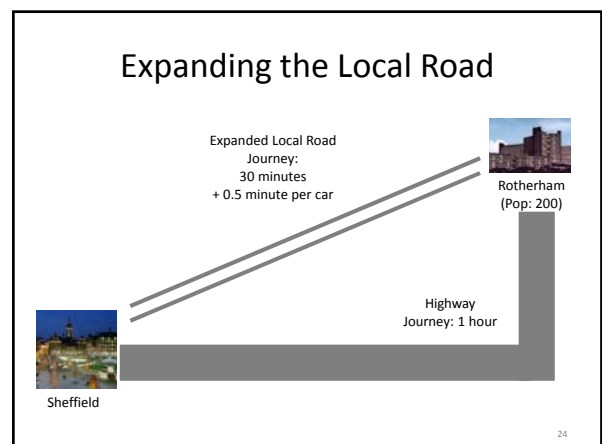 Expanding the Local Road
Expanded Local Road
Journey:
30 minutes
+ 0.5 minute per car
Rotherham
(Pop: 200)
Highway
Journey: 1 hour
Sheffield
24